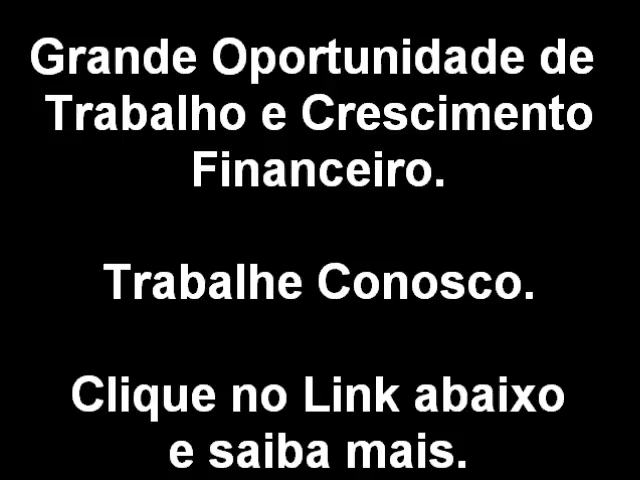 Grande Oportunidade de
Trabalho e Crescimento
Financeiro.
Trabalhe Conosco.
Clique no Link abaixo
e saiba mais.